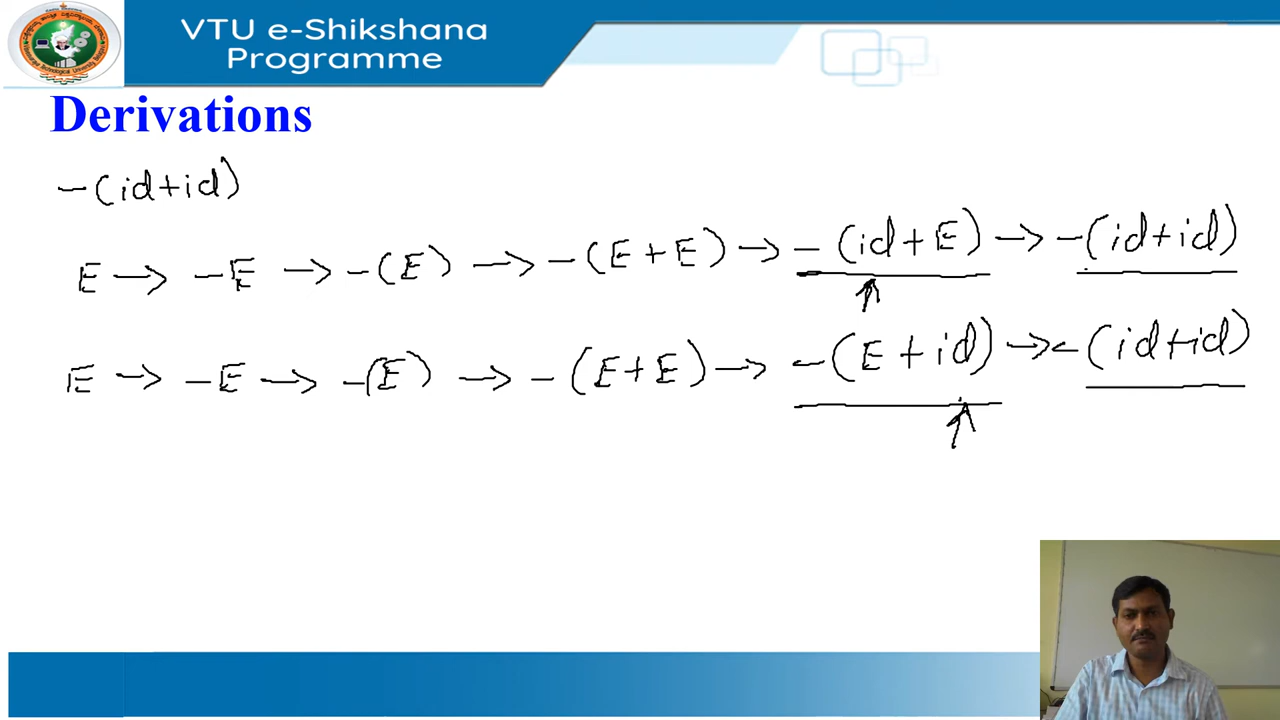 VTU e-Shikshana
Programme
Derivations
-(id+id)
E → -E → -(E) → -(E+E) → -(id+E) → -(id+id)
E → -E → -(E) → -(E+E) → -(E+id) → -(id+id)